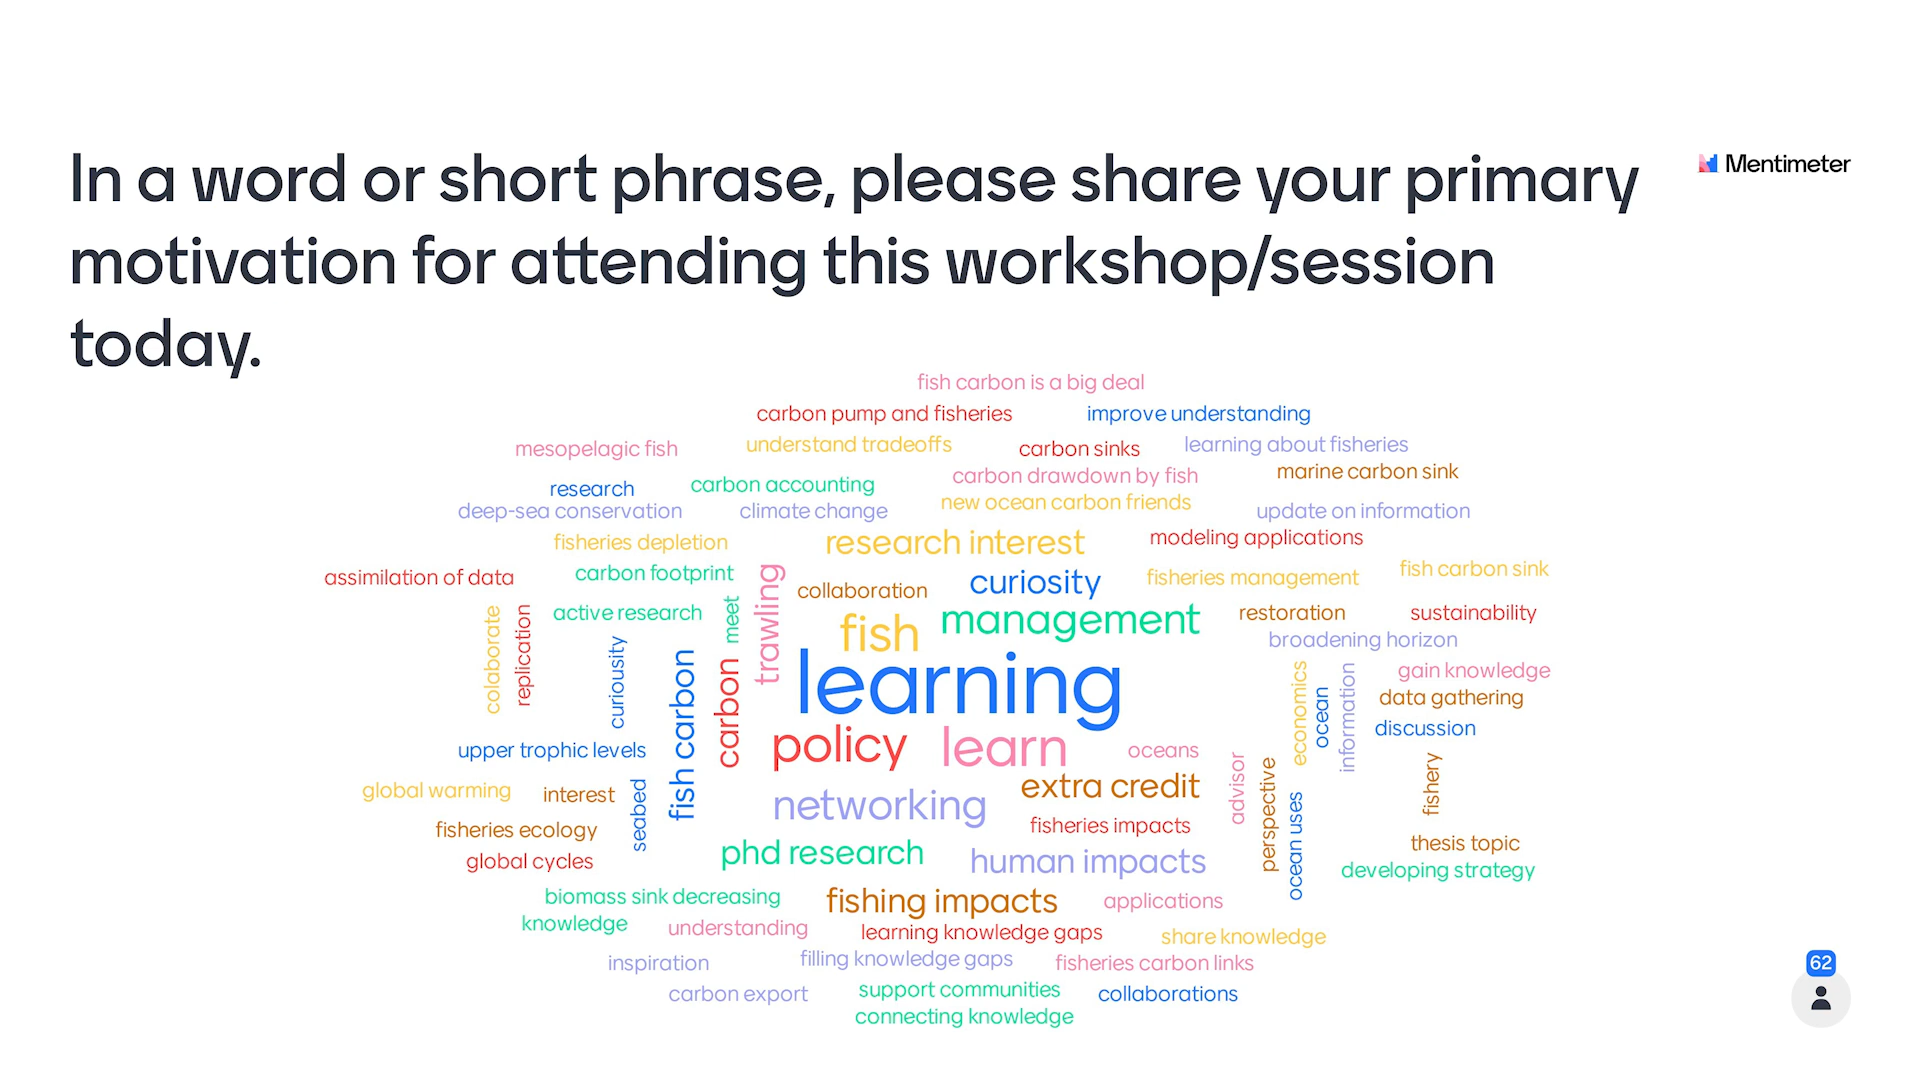 In a word or short phrase, please share your primary
motivation for attending this workshop/session
today.
Mentimeter
fish carbon is a big deal
carbon pump and fisheries
improve understanding
mesopelagic fish
understand tradeoffs
carbon sinks
learning about fisheries
carbon drawdown by fish
marine carbon sink
research
carbon accounting
new ocean carbon friends
deep-sea conservation
climate change
update on information
fisheries depletion
research interest
modeling applications
assimilation of data
carbon footprint
trawling
collaboration
curiosity
fisheries management
fish carbon sink
colaborate
replication
active research
meet
fish
management
restoration
sustainability
broadening horizon
curiousity
fish carbon
carbon
learning
economics
ocean
information
gain knowledge
data gathering
discussion
upper trophic levels
policy
learn
oceans
advisor
perspective
fishery
global warming
interest
seabed
networking
extra credit
ocean uses
fisheries ecology
fisheries impacts
thesis topic
global cycles
phd research
human impacts
developing strategy
biomass sink decreasing
fishing impacts
applications
knowledge
understanding
learning knowledge gaps
share knowledge
inspiration
filling knowledge gaps
fisheries carbon links
carbon export
support communities
collaborations
connecting knowledge
62